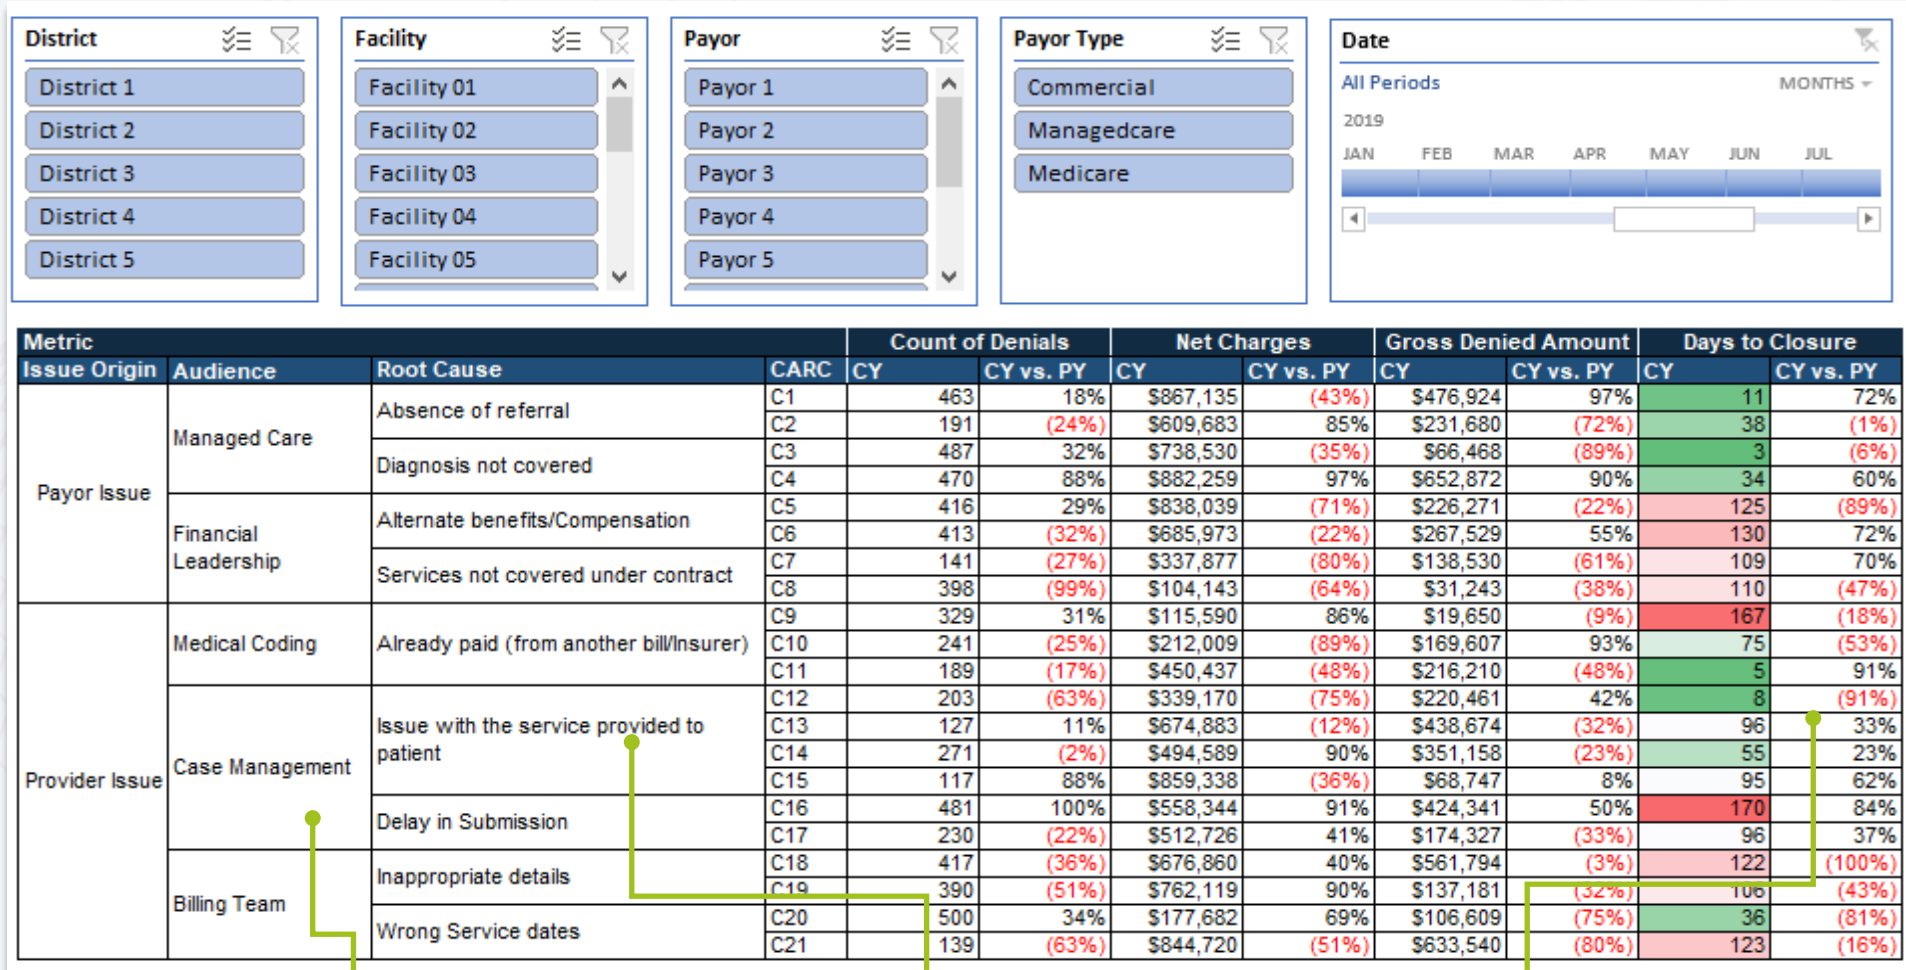 District
District 1
District 2
District 3
District 4
District 5
Facility
Facility 01
Facility 02
Facility 03
Facility 04
Facility 05
Payor
Payor 1
Payor 2
Payor 3
Payor 4
Payor 5
Payor Type
Commercial
Managedcare
Medicare
Date
All Periods MONTHS
2019
JAN FEB MAR APR MAY JUN JUL
Metric Count of Denials Net Charges Gross Denied Amount Days to Closure
Issue Origin Audience Root Cause CARC CY CY vs. PY CY CY vs. PY CY CY vs. PY CY CY vs. PY
Payor Issue Managed Care Absence of referral C1 463 18% $867,135 (43%) $476,924 97% 11 72%
C2 191 (24%) $609,683 85% $231,680 (72%) 38 (1%)
Diagnosis not covered C3 487 32% $738,530 (35%) $66,468 (89%) 3 (6%)
C4 470 88% $882,259 97% $652,872 90% 34 60%
Financial Leadership Alternate benefits/Compensation C5 416 29% $838,039 (71%) $226,271 (22%) 125 (89%)
C6 413 (32%) $685,973 (22%) $267,529 55% 130 72%
Services not covered under contract C7 141 (27%) $337,877 (80%) $138,530 (61%) 109 70%
C8 398 (99%) $104,143 (64%) $31,243 (38%) 110 (47%)
Provider Issue Medical Coding Already paid (from another bill/Insurer) C9 329 31% $115,590 86% $19,650 (9%) 167 (18%)
C10 241 (25%) $212,009 (89%) $169,607 93% 75 (53%)
C11 189 (17%) $450,437 (48%) $216,210 (48%) 5 91%
Case Management Issue with the service provided to patient C12 203 (63%) $339,170 (75%) $220,461 42% 8 (91%)
C13 127 11% $674,883 (12%) $438,674 (32%) 96 33%
C14 271 (2%) $494,589 90% $351,158 (23%) 55 23%
C15 117 88% $859,338 (36%) $68,747 8% 95 62%
Delay in Submission C16 481 100% $558,344 91% $424,341 50% 170 84%
C17 230 (22%) $512,726 41% $174,327 (33%) 96 37%
Billing Team Inappropriate details C18 417 (36%) $676,860 40% $561,794 (3%) 122 (100%)
C19 390 (51%) $762,119 90% $137,181 (32%) 106 (43%)
Wrong Service dates C20 500 34% $177,682 69% $106,609 (75%) 36 (81%)
C21 139 (63%) $844,720 (51%) $633,540 (80%) 123 (16%)